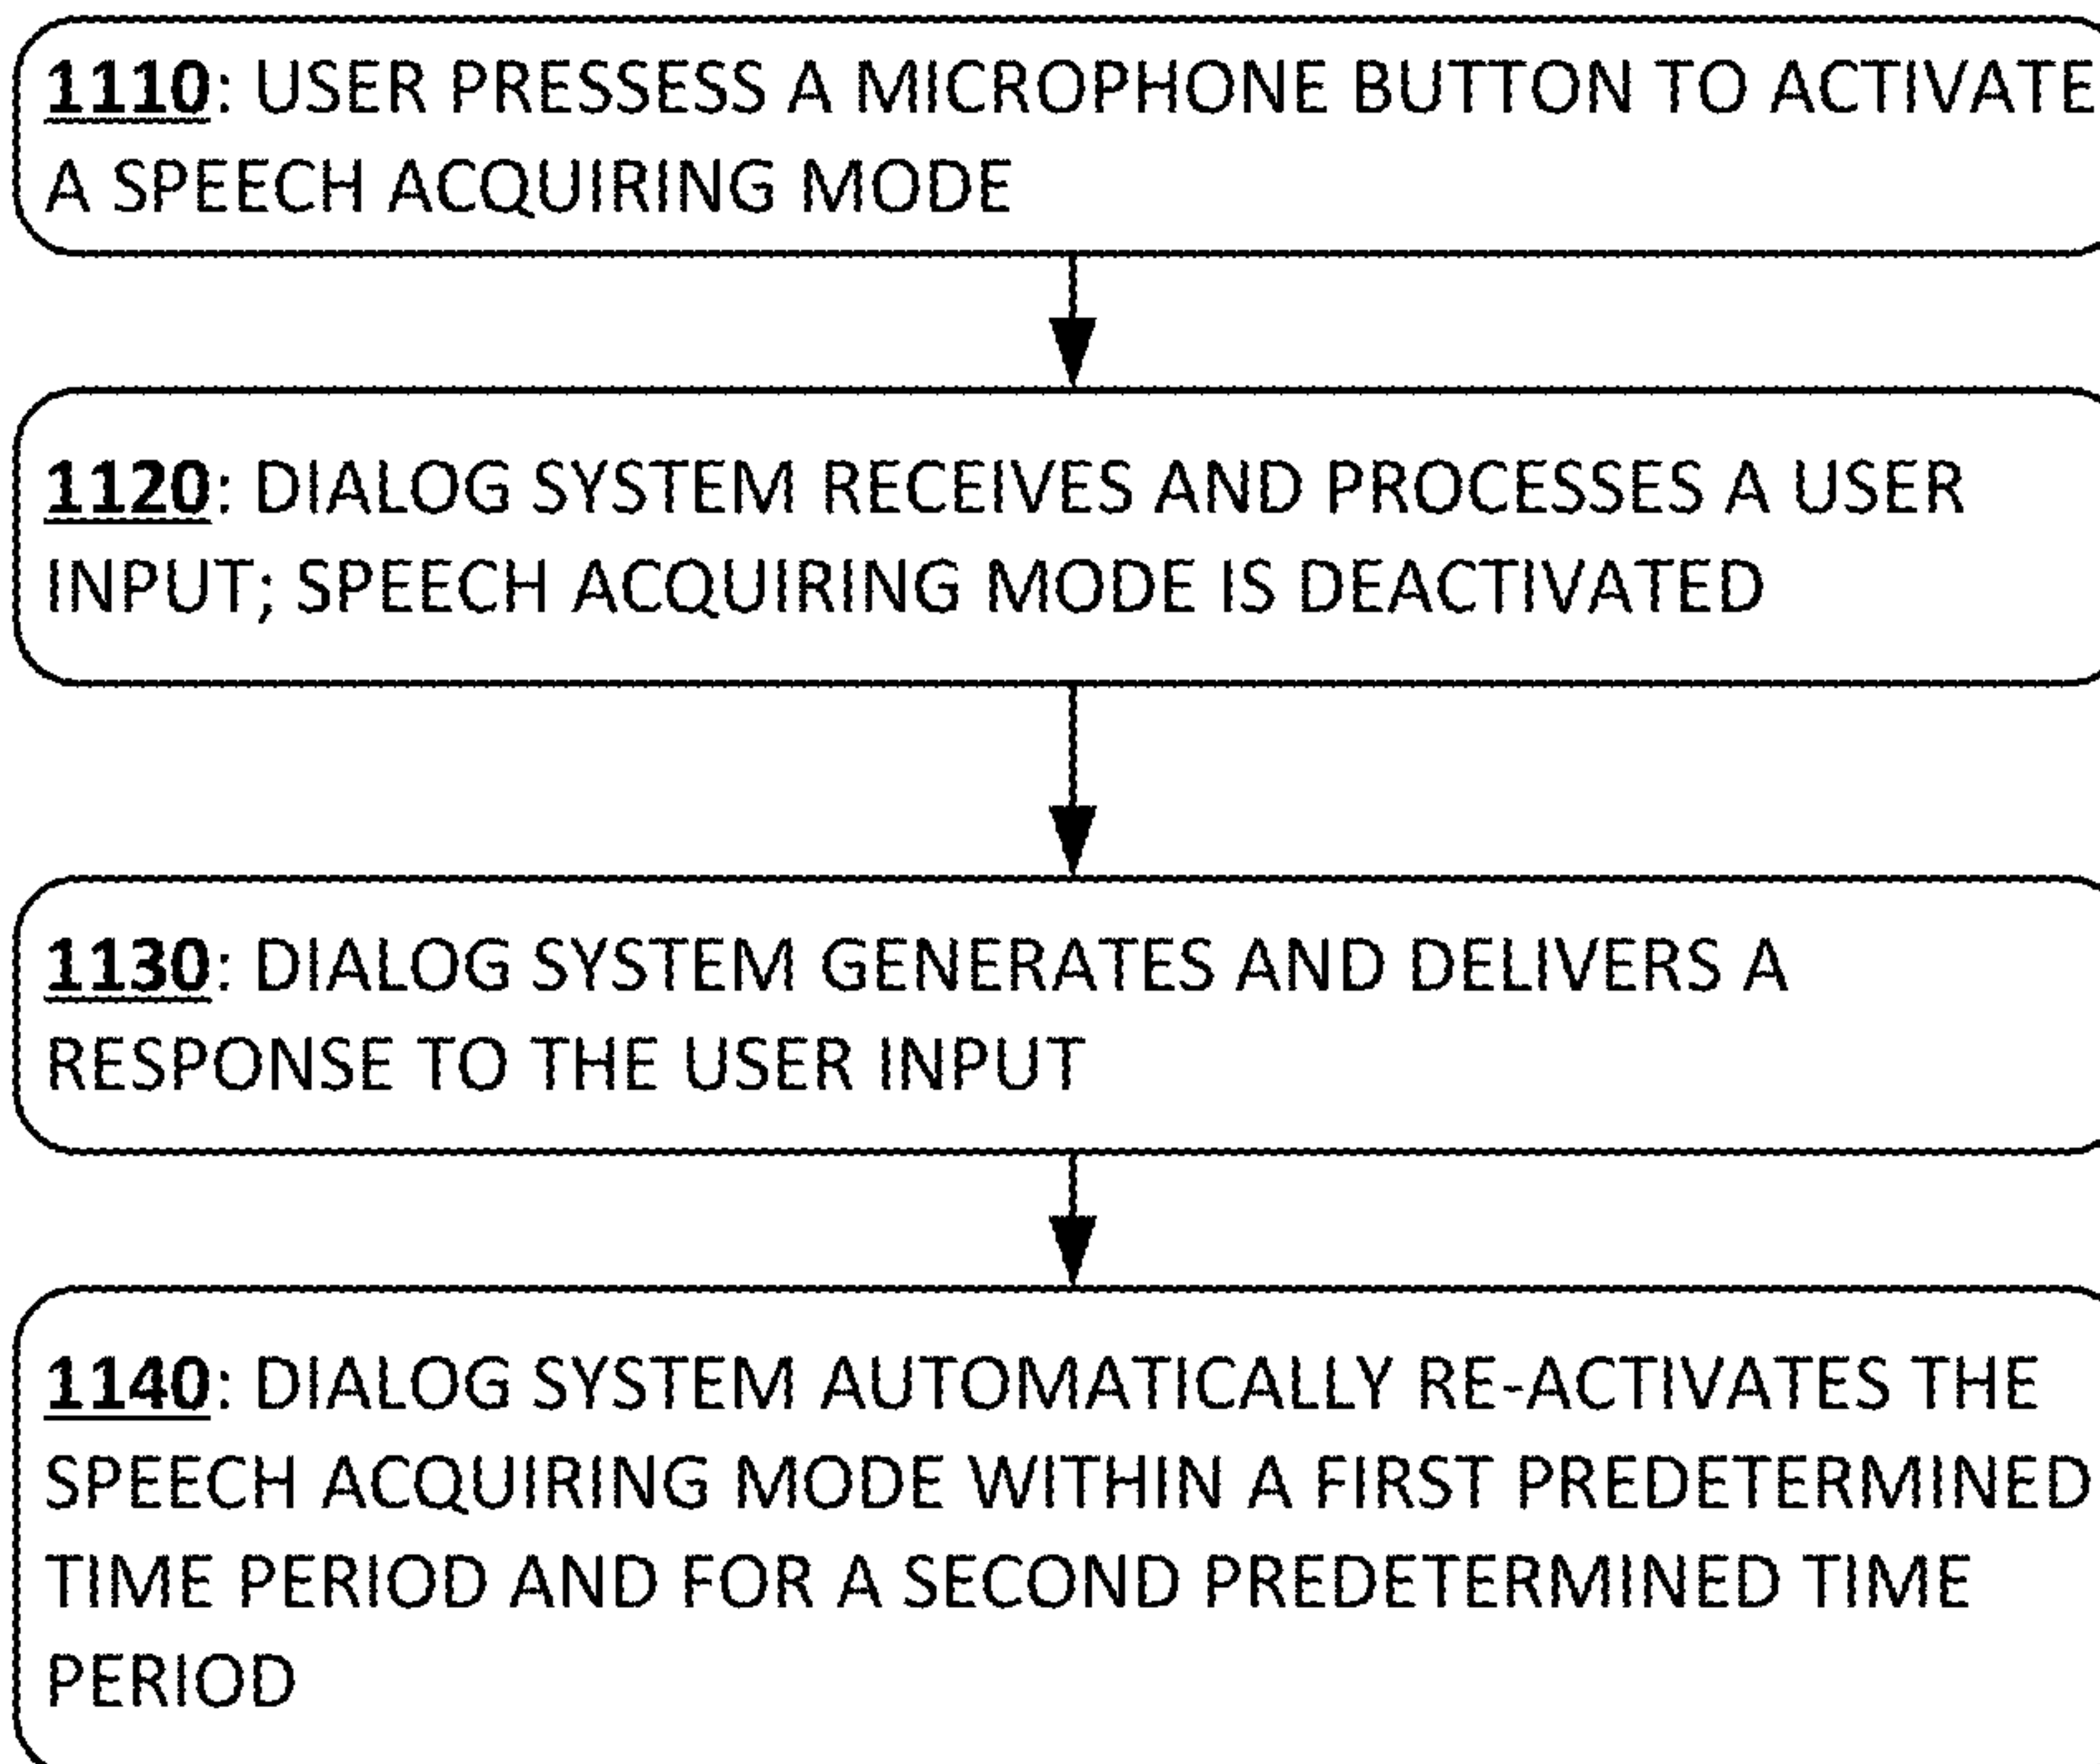 1110: USER PRESSESS A MICROPHONE BUTTON TO ACTIVATE
A SPEECH ACQUIRING MODE
1120: DIALOG SYSTEM RECEIVES AND PROCESSES A USER
INPUT; SPEECH ACQUIRING MODE IS DEACTIVATED
1130: DIALOG SYSTEM GENERATES AND DELIVERS A
RESPONSE TO THE USER INPUT
1140: DIALOG SYSTEM AUTOMATICALLY RE-ACTIVATES THE
SPEECH ACQUIRING MODE WITHIN A FIRST PREDETERMINED
TIME PERIOD AND FOR A SECOND PREDETERMINED TIME
PERIOD